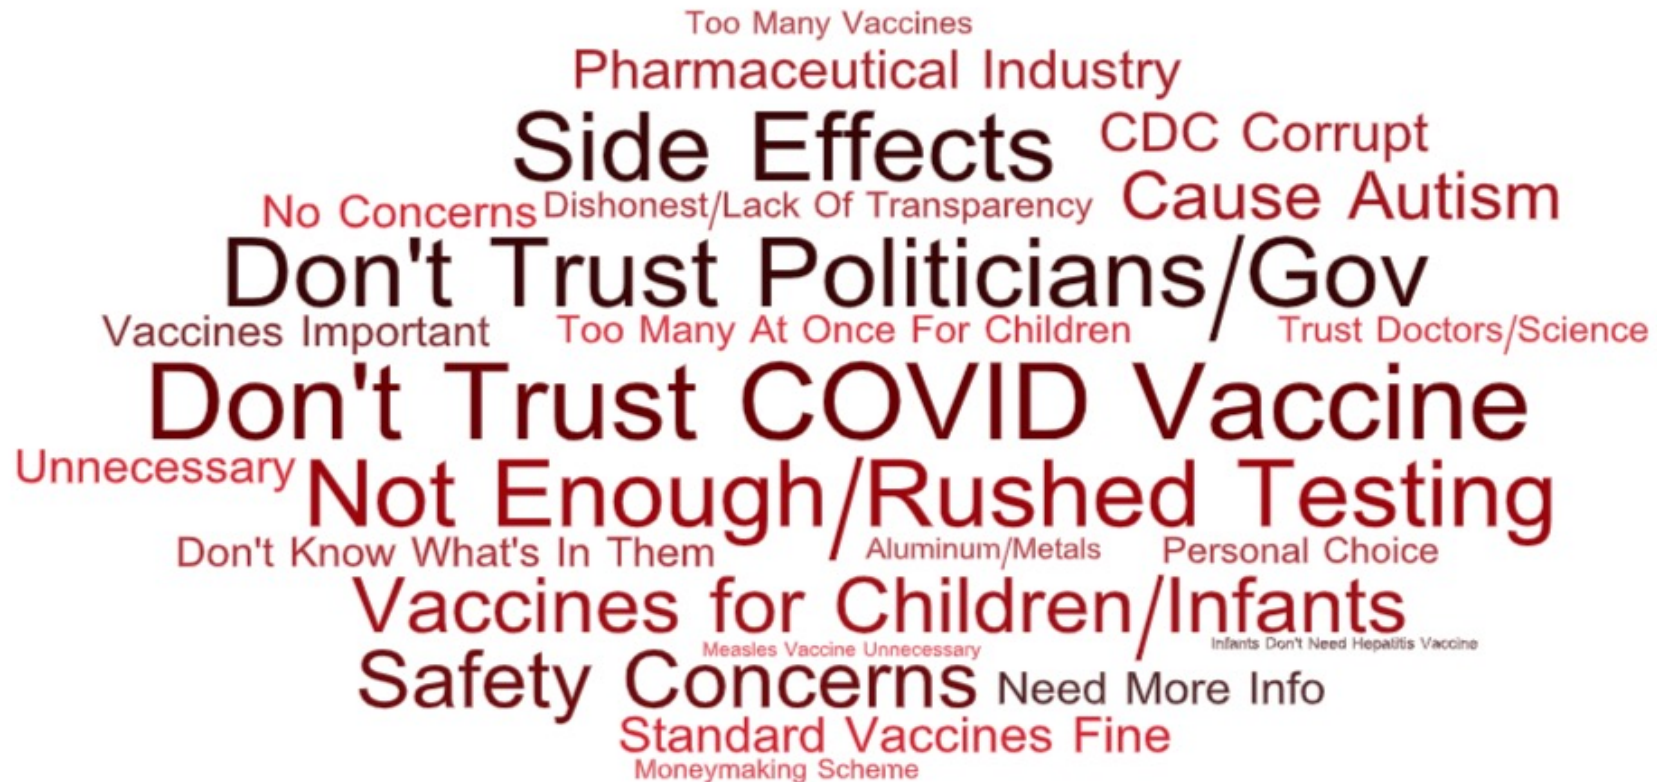 Too Many Vaccines
Pharmaceutical Industry
Side Effects
CDC Corrupt
Cause Autism
No Concerns
Dishonest/Lack Of Transparency
Don't Trust Politicians/Gov
Vaccines Important
Too Many At Once For Children
Trust Doctors/Science
Don't Trust COVID Vaccine
Unnecessary
Not Enough/Rushed Testing
Don't Know What's In Them
Aluminum/Metals
Personal Choice
Vaccines for Children/Infants
Measles Vaccine Unnecessary
Infants Don't Need Hepatitis Vaccine
Safety Concerns
Need More Info
Standard Vaccines Fine
Moneymaking Scheme